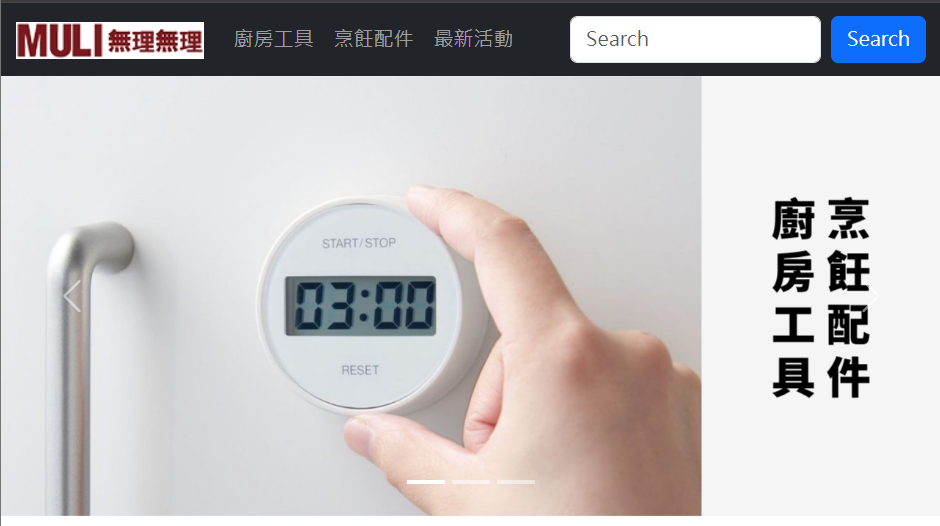 MULI 無理無理
廚房工具 烹飪配件 最新活動
Search
Search
START/STOP
03:00
RESET
烹飪配件
廚房工具